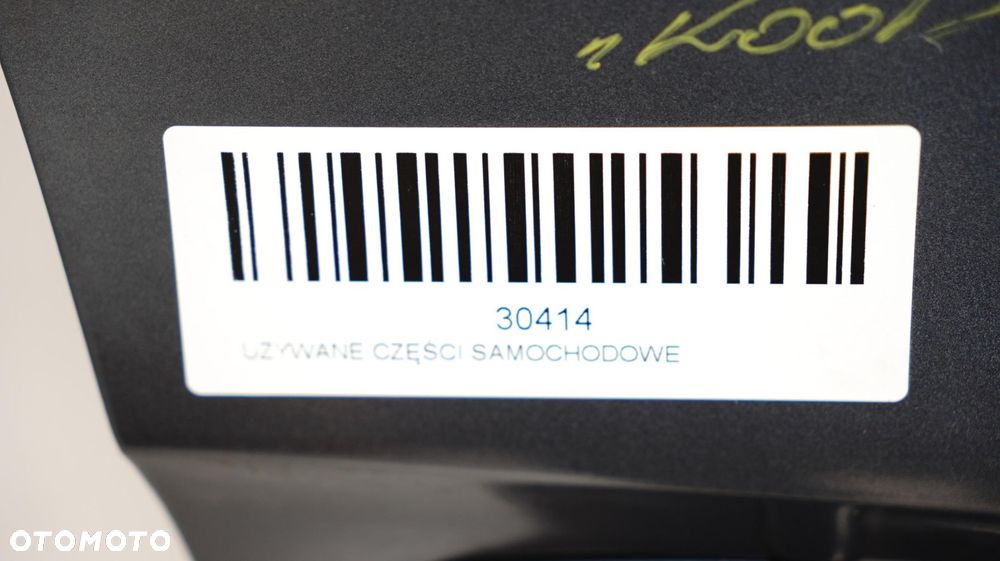 30414
UZYWANE CZĘŚCI SAMOCHODOWE
OTOMOTO